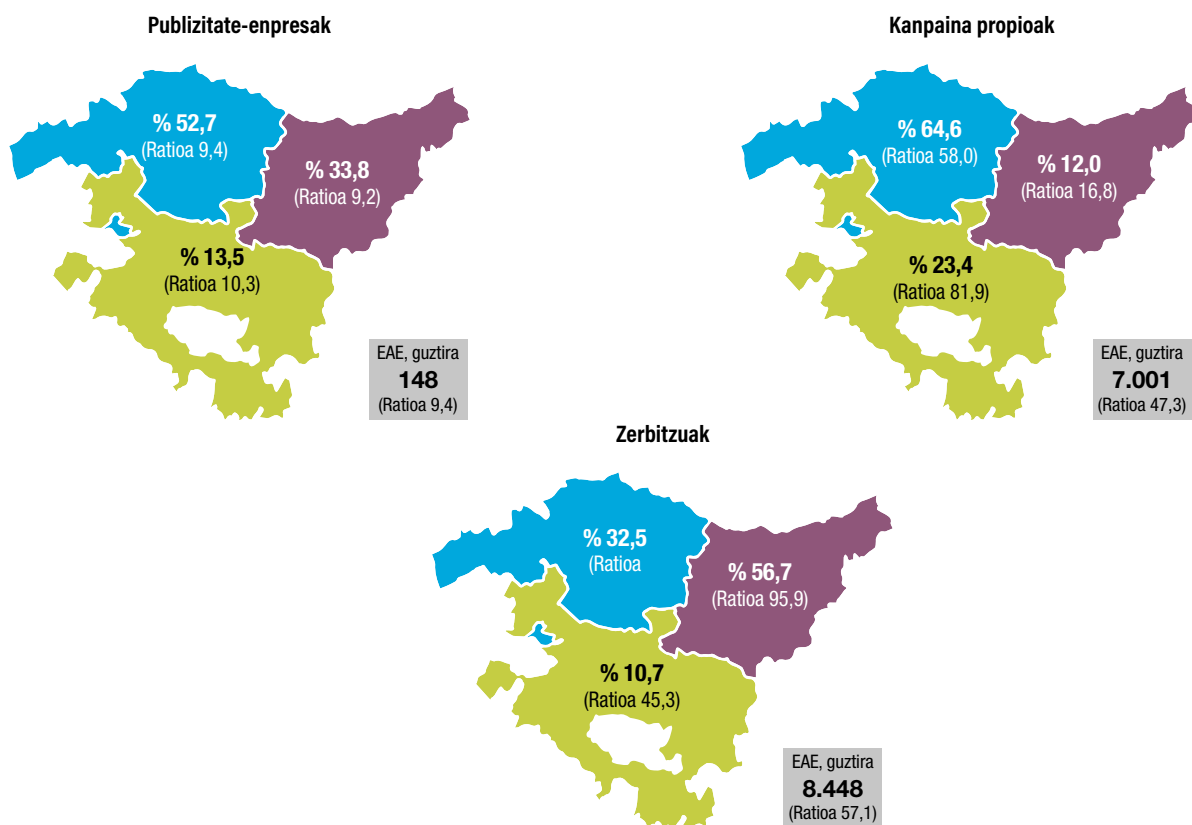 Publizitate-enpresak
% 52,7
(Ratioa 9,4)
% 33,8
(Ratioa 9,2)
% 13,5
(Ratioa 10,3)
EAE, guztira
148
(Ratioa 9,4)
Kanpaina propioak
% 64,6
(Ratioa 58,0)
% 12,0
(Ratioa 16,8)
% 23,4
(Ratioa 81,9)
EAE, guztira
7.001
(Ratioa 47,3)
Zerbitzuak
% 32,5
(Ratioa
% 56,7
(Ratioa 95,9)
% 10,7
(Ratioa 45,3)
EAE, guztira
8.448
(Ratioa 57,1)